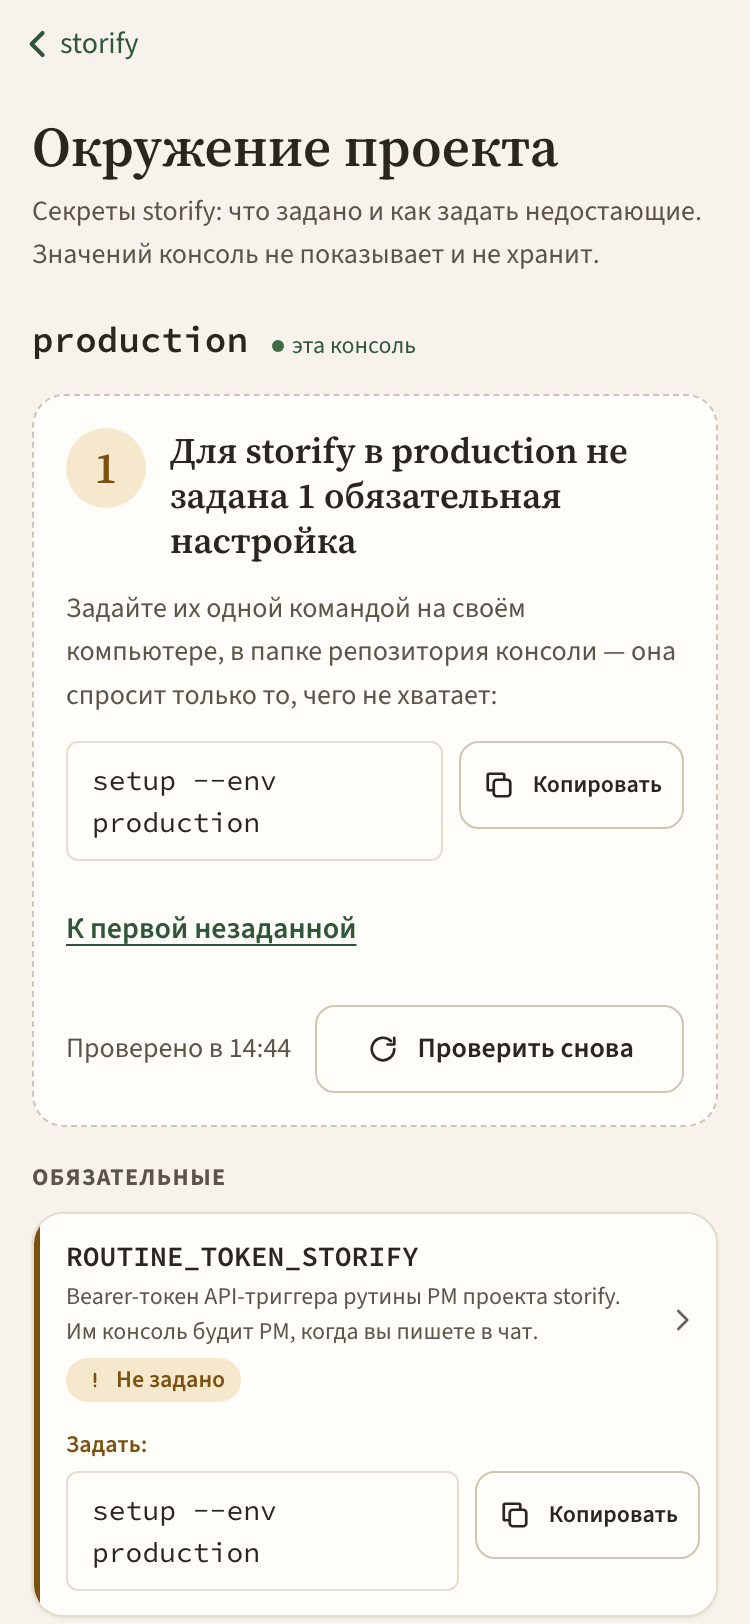 storify
Окружение проекта
Секреты storify: что задано и как задать недостающие.
Значений консоль не показывает и не хранит.
production эта консоль
1
Для storify в production не
задана 1 обязательная
настройка
Задайте их одной командой на своём
компьютере, в папке репозитория консоли — она
спросит только то, чего не хватает:
setup --env
production
Копировать
К первой незаданной
Проверено в 14:44
Проверить снова
ОБЯЗАТЕЛЬНЫЕ
ROUTINE_TOKEN_STORIFY
Bearer-токен API-триггера рутины PM проекта storify.
Им консоль будит PM, когда вы пишете в чат.
! Не задано
Задать:
setup --env
production
Копировать